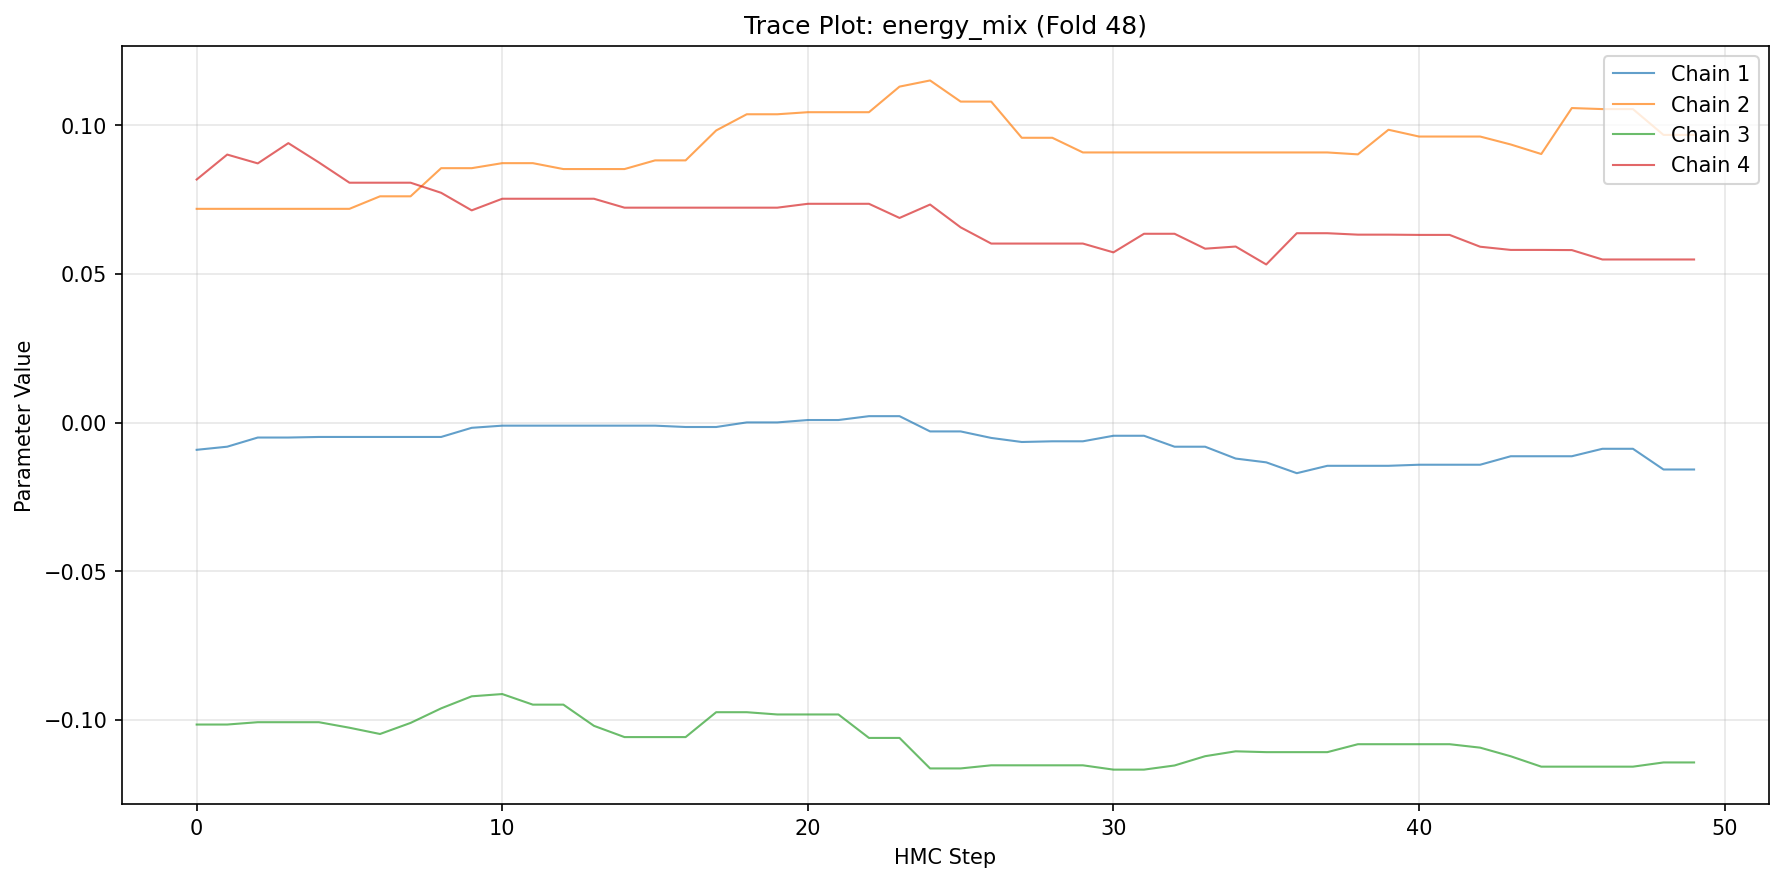 Trace Plot: energy_mix (Fold 48)
Chain 1
Chain 2
Chain 3
Chain 4
Parameter Value
0.10
0.05
0.00
−0.05
−0.10
0
10
20
30
40
50
HMC Step